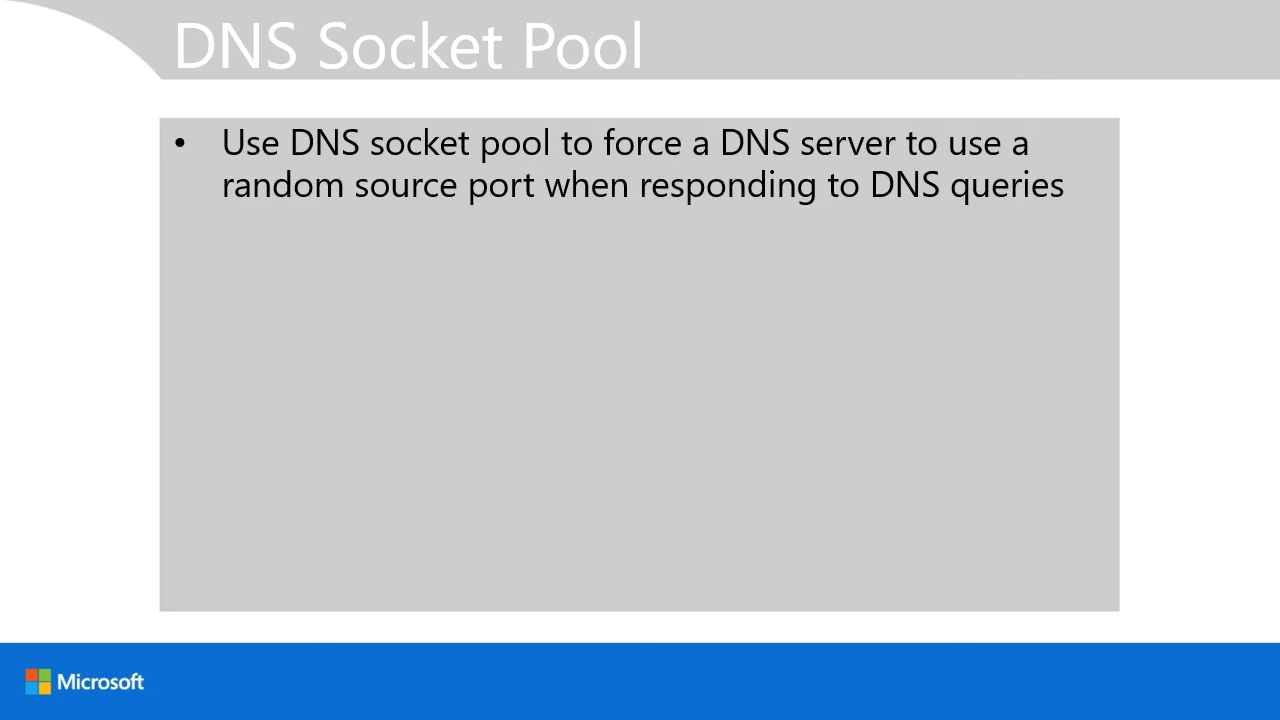 DNS Socket Pool
• Use DNS socket pool to force a DNS server to use a
random source port when responding to DNS queries
Microsoft